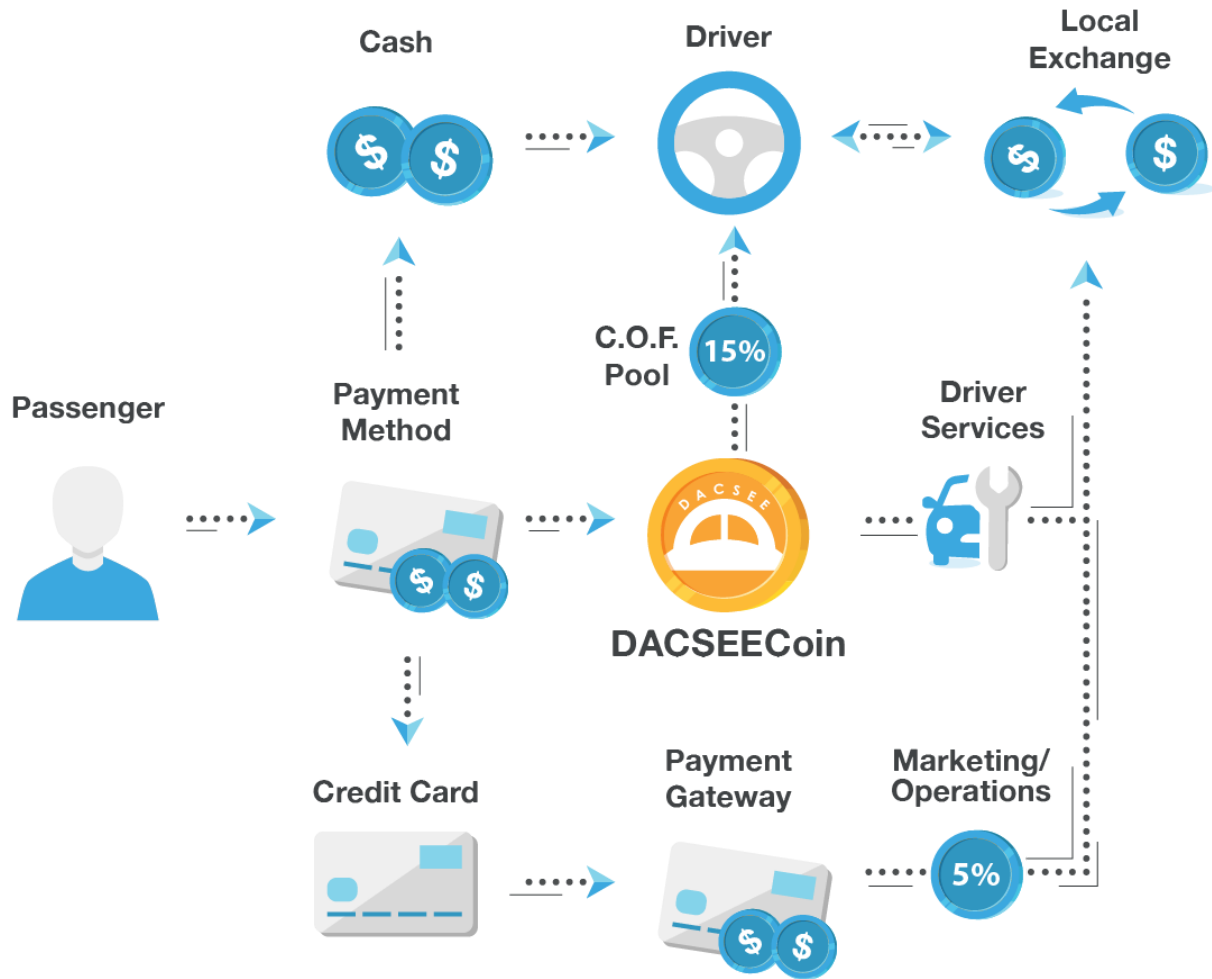 Cash
Driver
Local
Exchange
$ $
$ $
C.O.F.
Pool
15%
Passenger
Payment
Method
Driver
Services
DACSEE
$ $
DACSEECoin
Credit Card
Payment
Gateway
Marketing/
Operations
5%
$ $